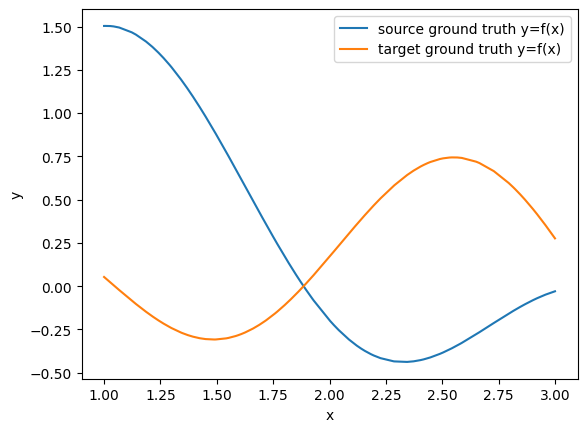 source ground truth y=f(x)
target ground truth y=f(x)
y
1.50
1.25
1.00
0.75
0.50
0.25
0.00
−0.25
−0.50
1.00 1.25 1.50 1.75 2.00 2.25 2.50 2.75 3.00
x